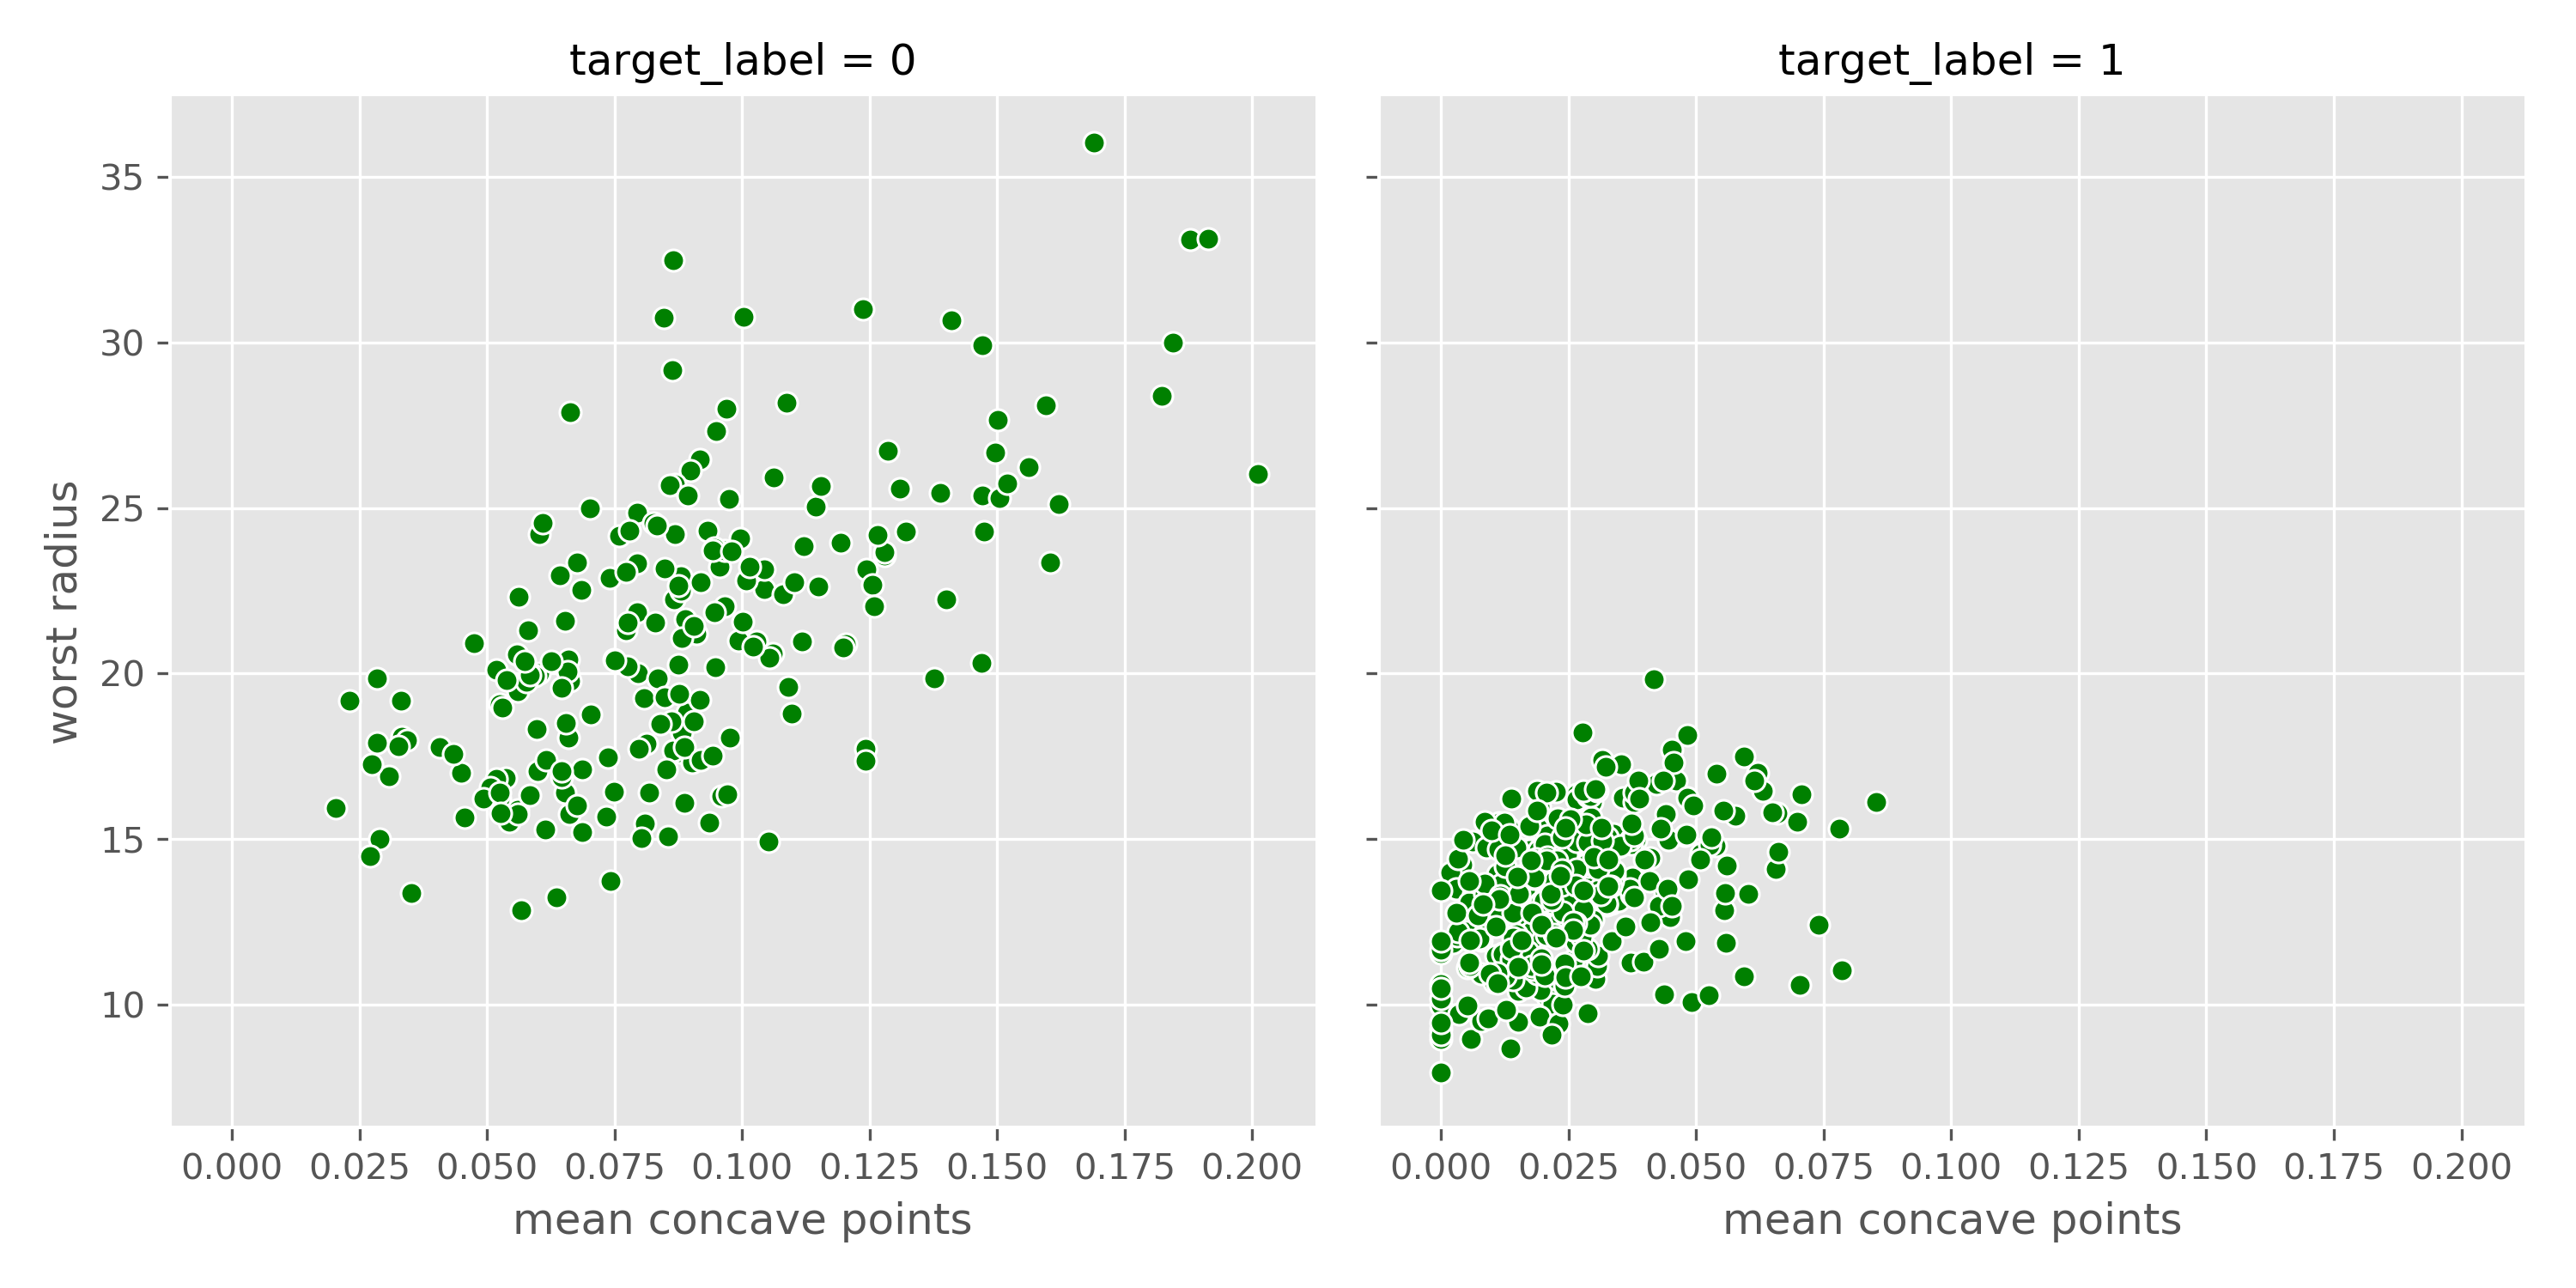 target_label = 0
target_label = 1
worst radius
35
30
25
20
15
10
0.000 0.025 0.050 0.075 0.100 0.125 0.150 0.175 0.200
0.000 0.025 0.050 0.075 0.100 0.125 0.150 0.175 0.200
mean concave points
mean concave points